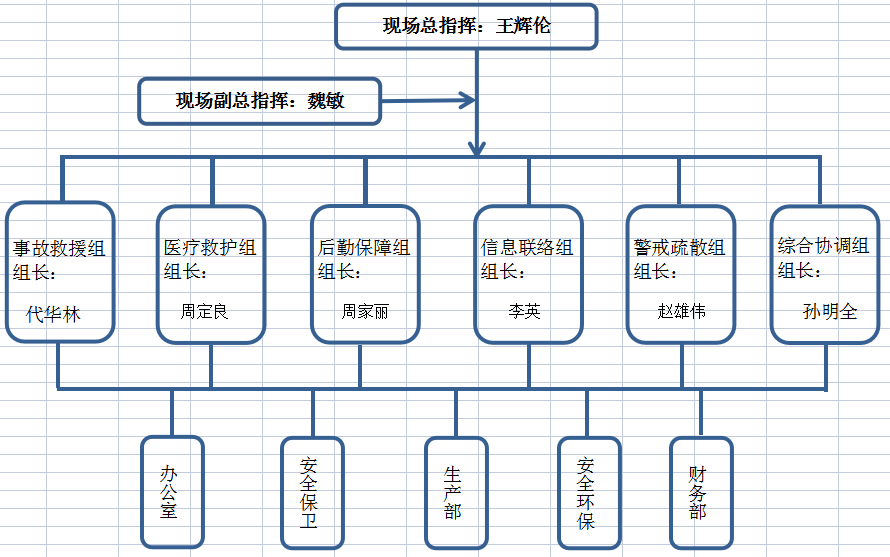 现场总指挥：王辉伦
现场副总指挥：魏敏
事故救援组
组长：
代华林
医疗救护组
组长：
周定良
后勤保障组
组长：
周家丽
信息联络组
组长：
李英
警戒疏散组
组长：
赵雄伟
综合协调组
组长：
孙明全
办公室
安全保卫
生产部
安全环保
财务部